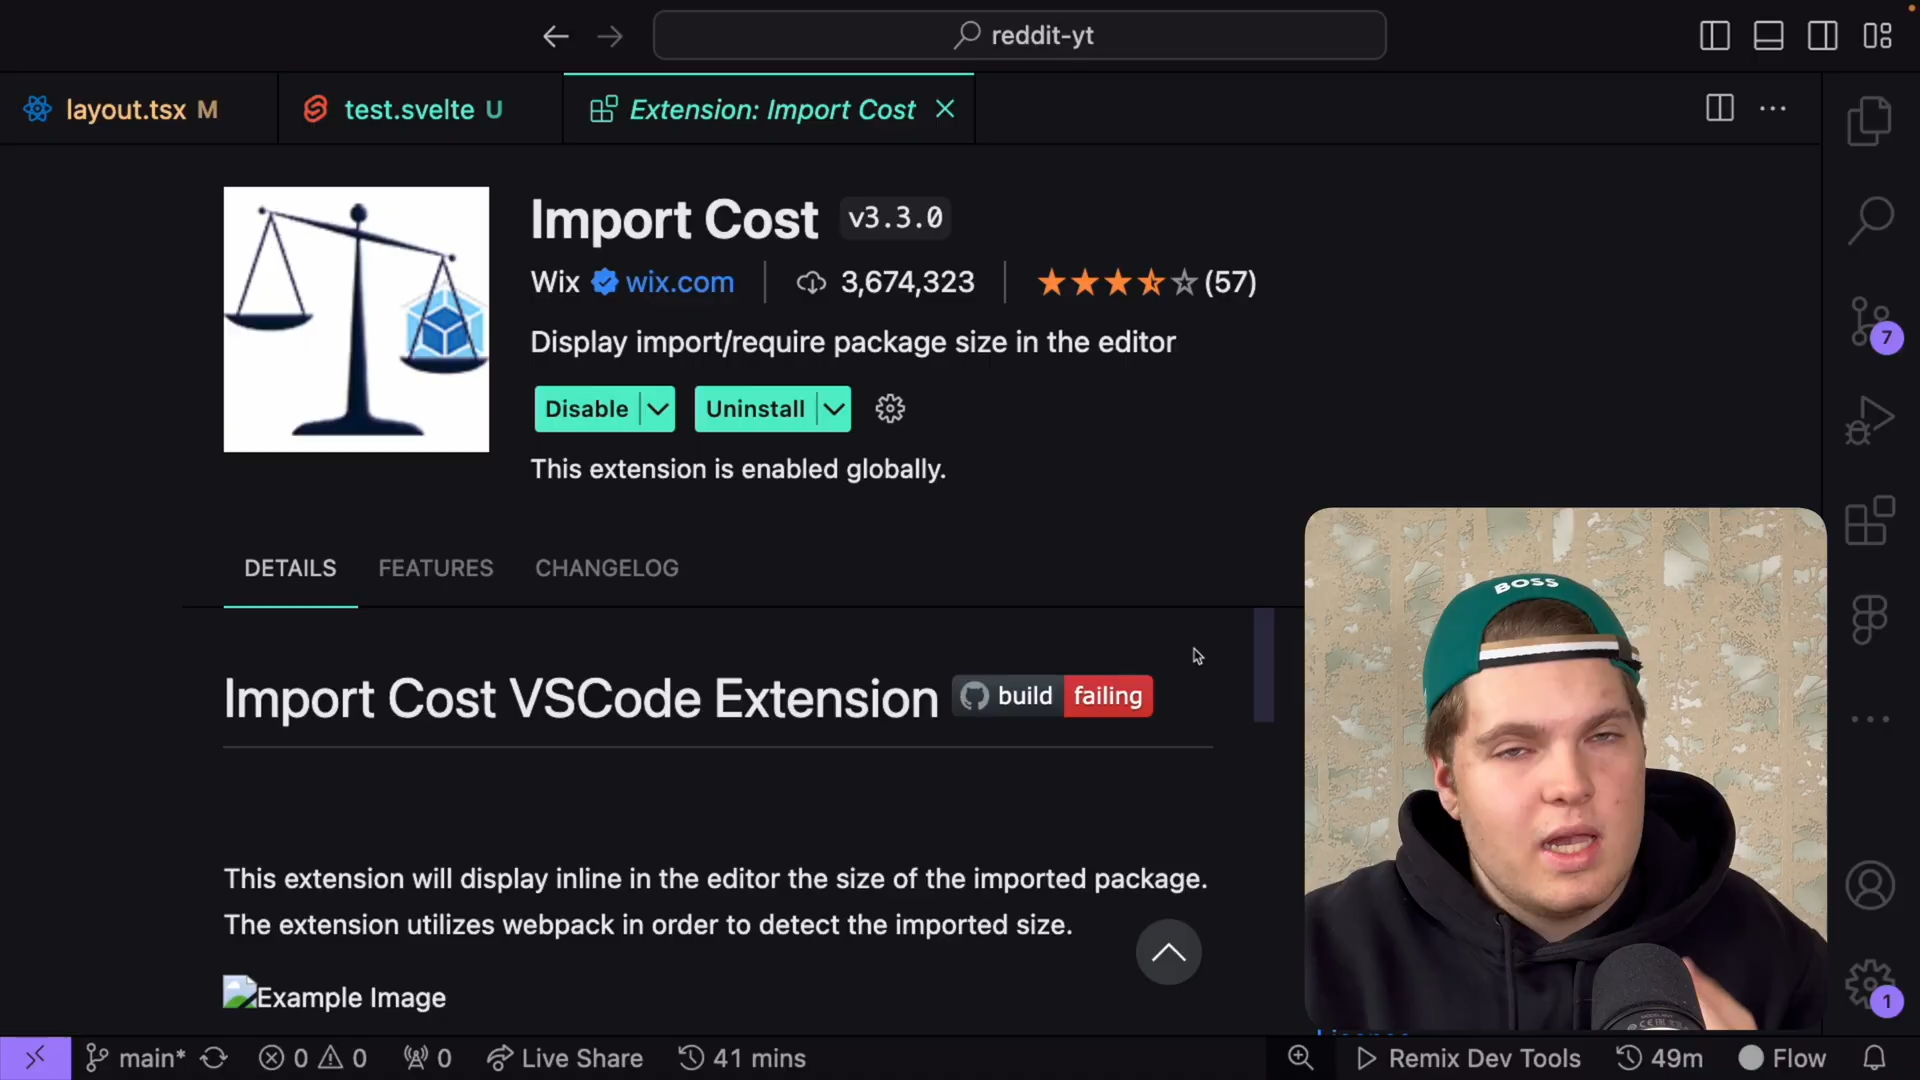 reddit-yt
layout.tsx M
test.svelte U
Extension: Import Cost
Import Cost v3.3.0
Wix wix.com 3,674,323 (57)
Display import/require package size in the editor
Disable Uninstall
This extension is enabled globally.
DETAILS FEATURES CHANGELOG
7
Import Cost VSCode Extension build failing
BOSS
This extension will display inline in the editor the size of the imported package.
The extension utilizes webpack in order to detect the imported size.
Example Image
1
main* 0 0 0 Live Share 41 mins Remix Dev Tools 49m Flow